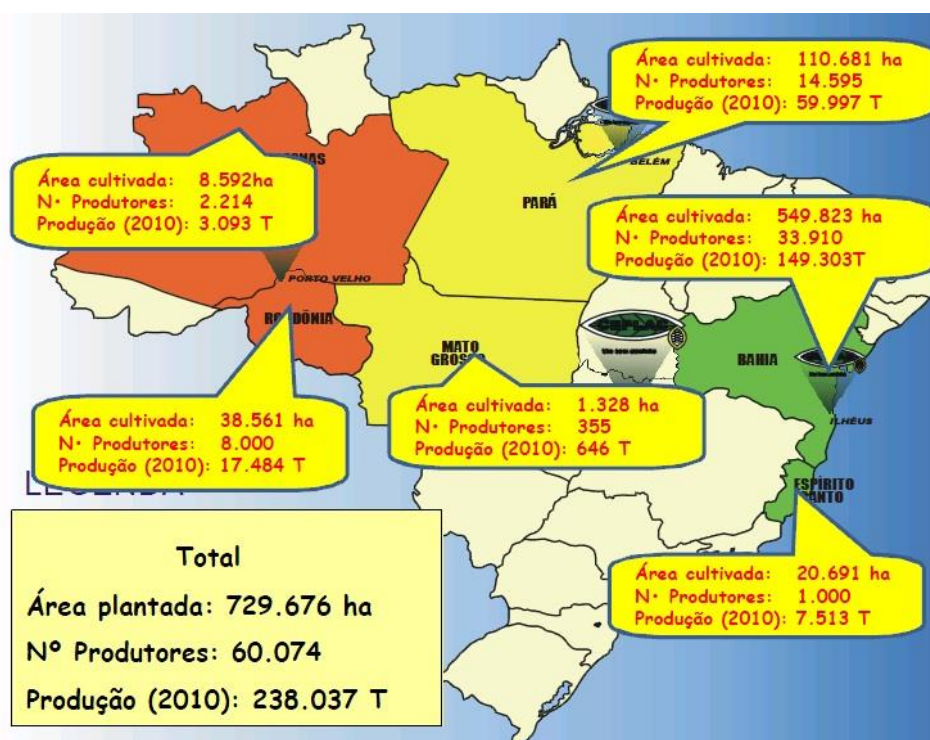 Área cultivada: 110.681 ha
N• Produtores: 14.595
Produção (2010): 59.997 T
BELÉM
PARÁ
Área cultivada: 8.592ha
N• Produtores: 2.214
Produção (2010): 3.093 T
PORTO VELHO
RONDÔNIA
Área cultivada: 549.823 ha
N• Produtores: 33.910
Produção (2010): 149.303T
CEPLAC
MATO
GROSSO
BAHIA
ILHÉUS
Área cultivada: 38.561 ha
N• Produtores: 8.000
Produção (2010): 17.484 T
Área cultivada: 1.328 ha
N• Produtores: 355
Produção (2010): 646 T
LEGENDA
ESPÍRITO
SANTO
Área cultivada: 20.691 ha
N• Produtores: 1.000
Produção (2010): 7.513 T
Total
Área plantada: 729.676 ha
Nº Produtores: 60.074
Produção (2010): 238.037 T